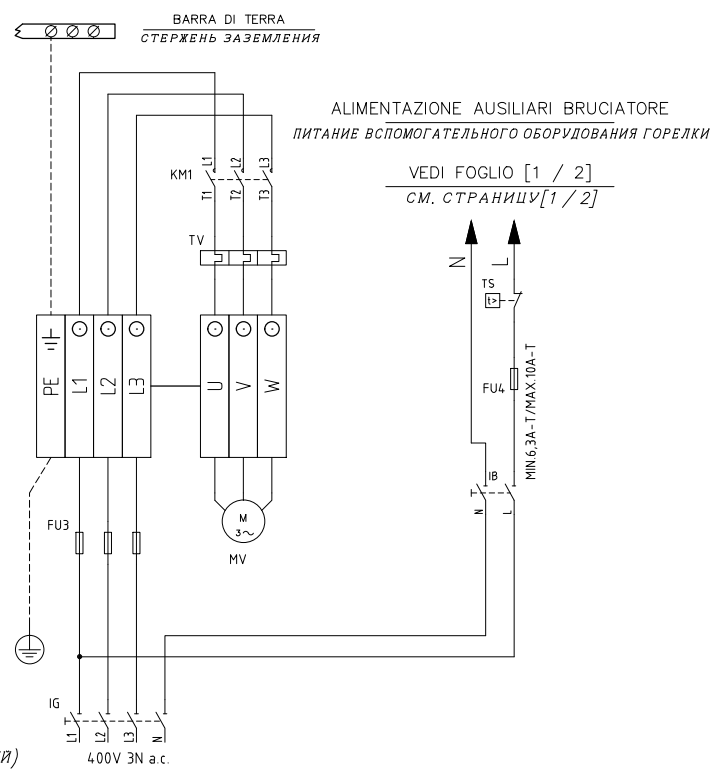 BARRA DI TERRA
СТЕРЖЕНЬ ЗАЗЕМЛЕНИЯ
ALIMENTAZIONE AUSILIARI BRUCIATORE
ПИТАНИЕ ВСПОМОГАТЕЛЬНОГО ОБОРУДОВАНИЯ ГОРЕЛКИ
VEDI FOGLIO [1 / 2]
СМ. СТРАНИЦУ[1 / 2]
L1 L2 L3
KM1
T1 T2 T3
TV
N L
TS
t>
PE L1 L2 L3 U V W
FU4
MIN.6,3A-T/MAX.10A-T
IB
N L
FU3
M
3~
MV
IG
L1 L2 L3 N
400V 3N a.c.
Й)